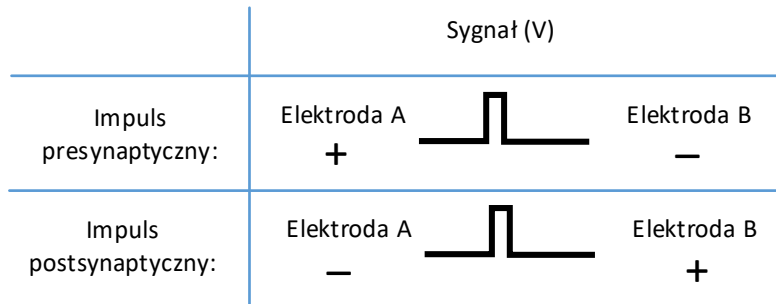 Sygnał (V)
Impuls
presynaptyczny:
Elektroda A
+
Elektroda B
–
Impuls
postsynaptyczny:
Elektroda A
–
Elektroda B
+